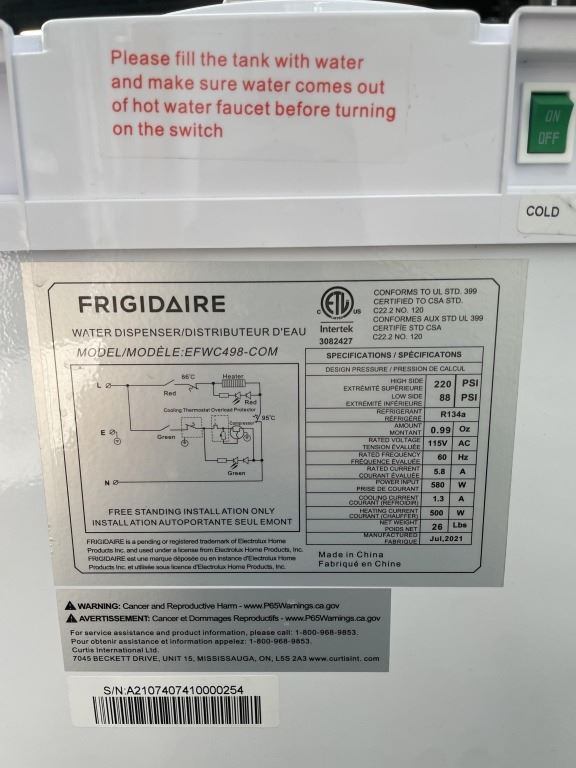 Please fill the tank with water
and make sure water comes out
of hot water faucet before turning
on the switch
ON
OFF
COLD
FRIGIDAIRE
WATER DISPENSER/DISTRIBUTEUR D'EAU
MODEL/MODÈLE:EFWC498-COM
ETL
C US
Intertek
3082427
CONFORMS TO UL STD. 399
CERTIFIED TO CSA STD.
C22.2 NO. 120
CONFORMES AUX STD UL 399
CERTIFIÉ STD CSA
C22.2 NO. 120
L
86℃
Heater
Red
Red
95℃
Cooling Thermostat Overload Protector
Compressor
E
Green
Green
N
FREE STANDING INSTALLATION ONLY
INSTALLATION AUTOPORTANTE SEULEMONT
FRIGIDAIRE is a pending or registered trademark of Electrolux Home
Products Inc. and used under a license from Electrolux Home Products, Inc.
FRIGIDAIRE est une marque déposée ou en instance d'Electrolux Home
Products Inc. et utilisée sous licence d'Electrolux Home Products, Inc.
SPECIFICATIONS / SPÉCIFICATONS
DESIGN PRESSURE / PRESSION DE CALCUL
HIGH SIDE
EXTRÉMITÉ SUPÉRIEURE 220 PSI
LOW SIDE
EXTRÉMITÉ INFÉRIEURE 88 PSI
REFRIGERANT
RÉFRIGÉRÉ R134a
AMOUNT
MONTANT 0.99 Oz
RATED VOLTAGE
TENSION ÉVALUÉE 115V AC
RATED FREQUENCY
FRÉQUENCE ÉVALUÉE 60 Hz
RATED CURRENT
COURANT ÉVALUÉE 5.8 A
POWER INPUT
PRISE DE COURANT 580 W
COOLING CURRENT
COURANT (REFROIDIR) 1.3 A
HEATING CURRENT
COURANT (CHAUFFER) 500 W
NET WEIGHT
POIDS NET 26 Lbs
MANUFACTURED
FABRIQUÉ Jul,2021
Made in China
Fabriqué en Chine
WARNING: Cancer and Reproductive Harm - www.P65Warnings.ca.gov
AVERTISSEMENT: Cancer et Dommages Reproductifs - www.P65Warnings.ca.gov
For service assistance and product information, please call: 1-800-968-9853.
Pour obtenir assistance et information appelez: 1-800-968-9853.
Curtis International Ltd.
7045 BECKETT DRIVE, UNIT 15, MISSISSAUGA, ON, L5S 2A3 www.curtisint.com
S/N:A2107407410000254